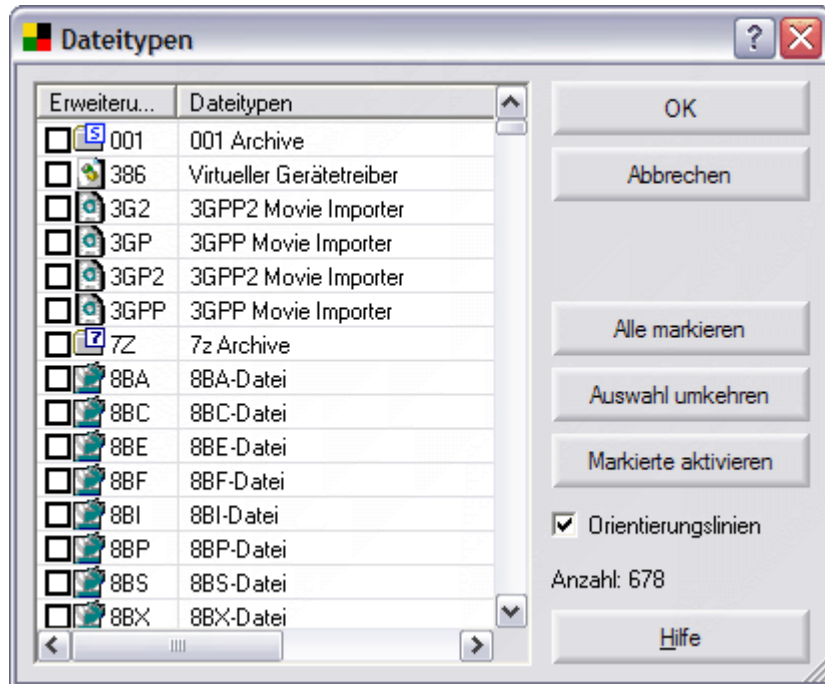 Dateitypen
Erweiteru... Dateitypen
001 001 Archive
386 Virtueller Gerätetreiber
3G2 3GPP2 Movie Importer
3GP 3GPP Movie Importer
3GP2 3GPP2 Movie Importer
3GPP 3GPP Movie Importer
7Z 7z Archive
8BA 8BA-Datei
8BC 8BC-Datei
8BE 8BE-Datei
8BF 8BF-Datei
8BI 8BI-Datei
8BP 8BP-Datei
8BS 8BS-Datei
8BX 8BX-Datei
OK
Abbrechen
Alle markieren
Auswahl umkehren
Markierte aktivieren
Orientierungslinien
Anzahl: 678
Hilfe